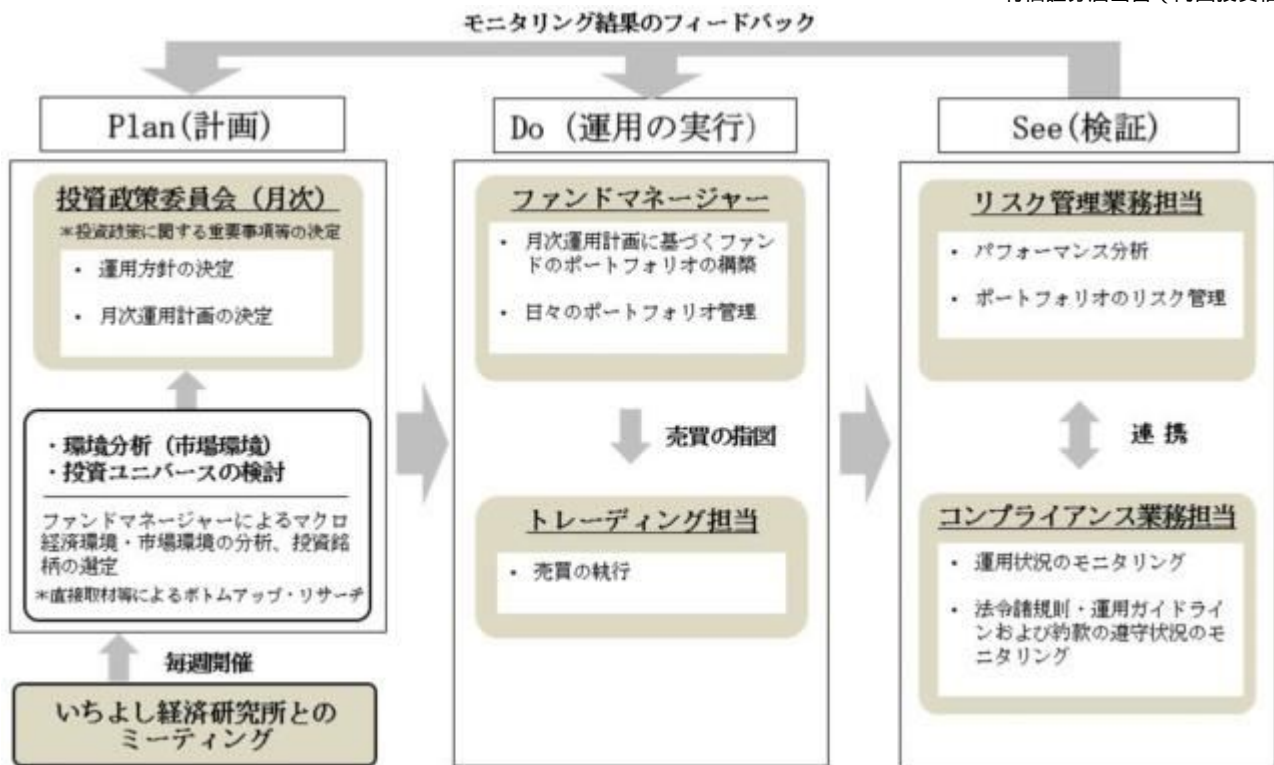 モニタリング結果のフィードバック
Plan(計画)
投資政策委員会（月次）
＊投資政策に関する重要事項等の決定
・ 運用方針の決定
・ 月次運用計画の決定
・環境分析（市場環境）
・投資ユニバースの検討
ファンドマネージャーによるマクロ
経済環境・市場環境の分析、投資銘
柄の選定
＊直接取材等によるボトムアップ・リサーチ
毎週開催
いちよし経済研究所との
ミーティング
Do（運用の実行）
ファンドマネージャー
・ 月次運用計画に基づくファン
ドのポートフォリオの構築
・ 日々のポートフォリオ管理
売買の指図
トレーディング担当
・ 売買の執行
See(検証)
リスク管理業務担当
・ パフォーマンス分析
・ ポートフォリオのリスク管理
連 携
コンプライアンス業務担当
・ 運用状況のモニタリング
・ 法令諸規則・運用ガイドライ
ンおよび約款の遵守状況のモ
ニタリング